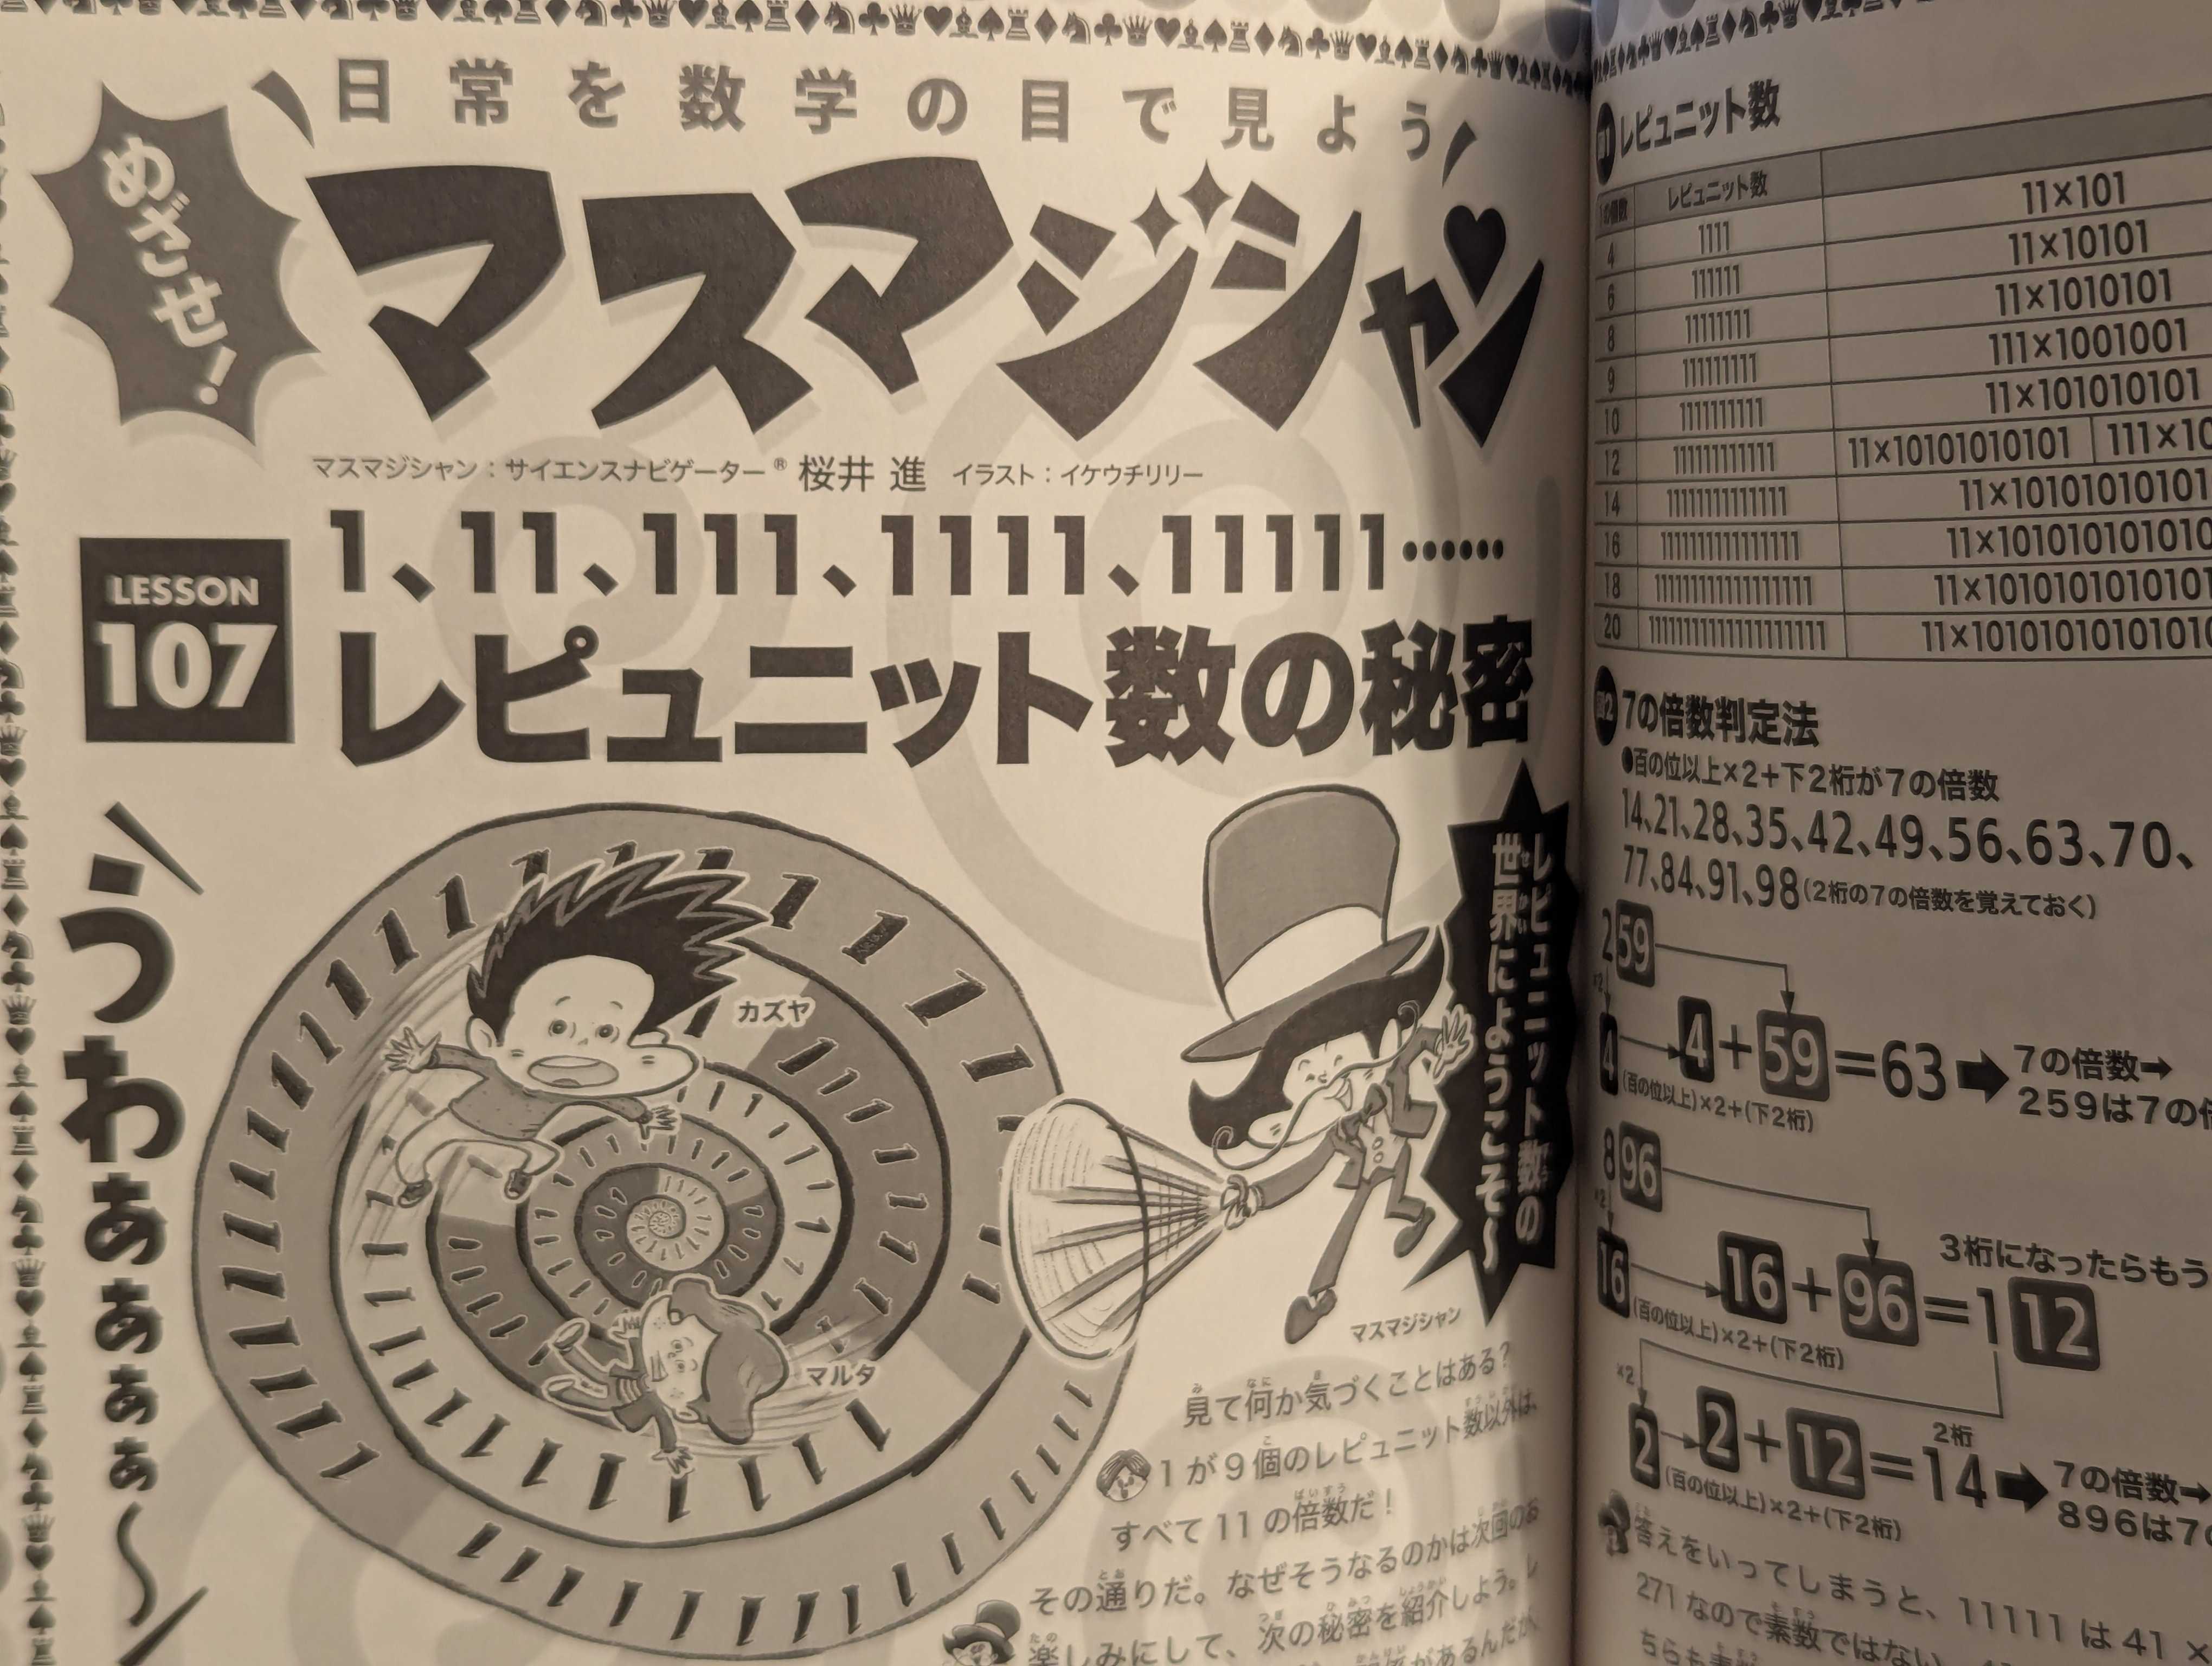 日常を数学の目で見よう
めざせ!
マスマジシャン
マスマジシャン：サイエンスナビゲーター® 桜井 進 イラスト：イケウチリリー
LESSON
107
1、11、111、1111、11111……
レピュニット数の秘密
うわぁぁぁぁ〜
カズヤ
マルタ
レピュニット数の
世界にようこそ〜
マスマジシャン
見て何か気づくことはある?
1が9個のレピュニット数以外は、
すべて11の倍数だ!
その通りだ。なぜそうなるのかは次回のお
楽しみにして、次の秘密を紹介しよう。レ
があるんだが、
レピュニット数
1の個数 レピュニット数
4 1111 11×101
6 111111 11×10101
8 11111111 11×1010101
9 111111111 111×1001001
10 1111111111 11×101010101
12 111111111111 11×10101010101 111×10
14 11111111111111 11×10101010101
16 1111111111111111 11×101010101010
18 111111111111111111 11×1010101010101
20 11111111111111111111 11×10101010101010
7の倍数判定法
●百の位以上×2+下2桁が7の倍数
14、21、28、35、42、49、56、63、70、
77、84、91、98(2桁の7の倍数を覚えておく)
259
×2
4 4+59=63 7の倍数→
(百の位以上)×2+(下2桁) 259は7の
896
×2
3桁になったらもう
16 16+96=112
(百の位以上)×2+(下2桁)
×2
2桁
2 2+12=14 7の倍数→
(百の位以上)×2+(下2桁) 896は7の
答えをいってしまうと、11111は41×
271なので素数ではない。
ちらも素数